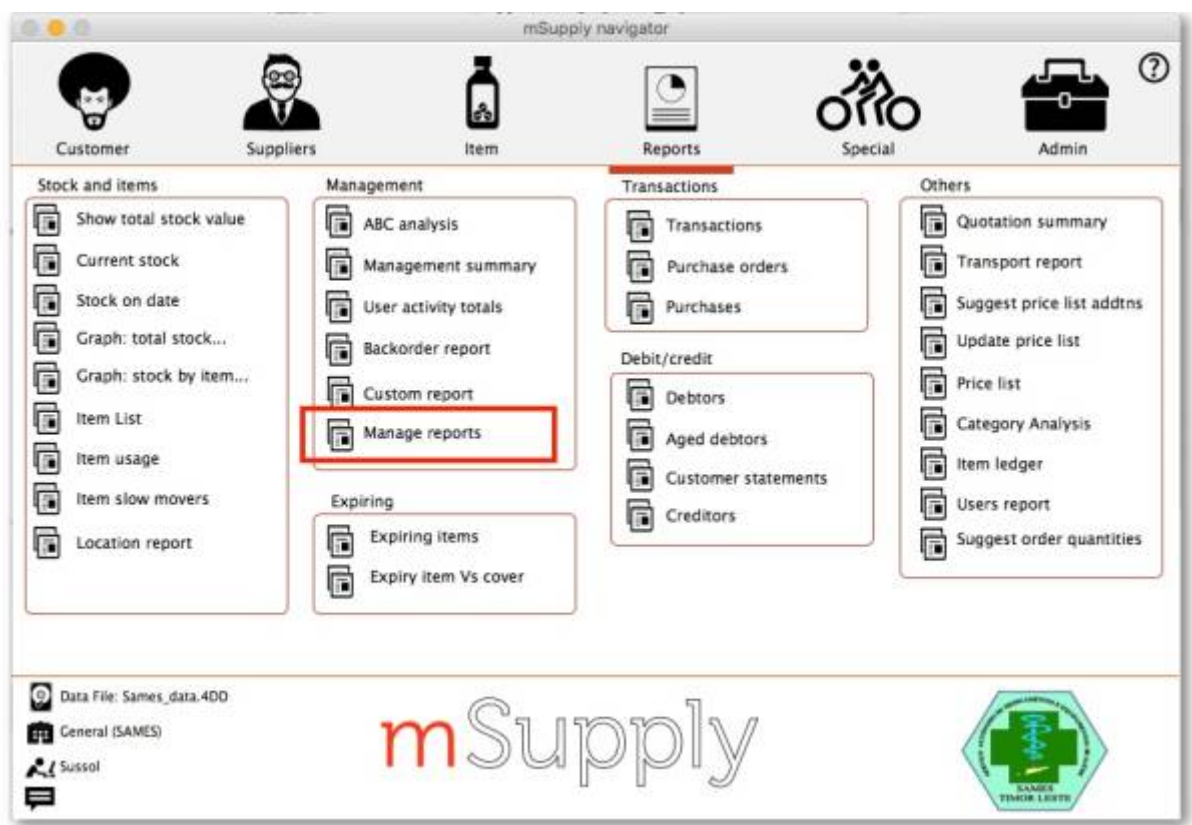 mSupply navigator
Customer
Suppliers
Item
Reports
Special
Admin
?
Stock and items
Show total stock value
Current stock
Stock on date
Graph: total stock...
Graph: stock by item...
Item List
Item usage
Item slow movers
Location report
Management
ABC analysis
Management summary
User activity totals
Backorder report
Custom report
Manage reports
Expiring
Expiring items
Expiry item Vs cover
Transactions
Transactions
Purchase orders
Purchases
Debit/credit
Debtors
Aged debtors
Customer statements
Creditors
Others
Quotation summary
Transport report
Suggest price list addtns
Update price list
Price list
Category Analysis
Item ledger
Users report
Suggest order quantities
Data File: Sames_data.4DD
General (SAMES)
Sussol
mSupply
SAMES
TIMOR LESTE